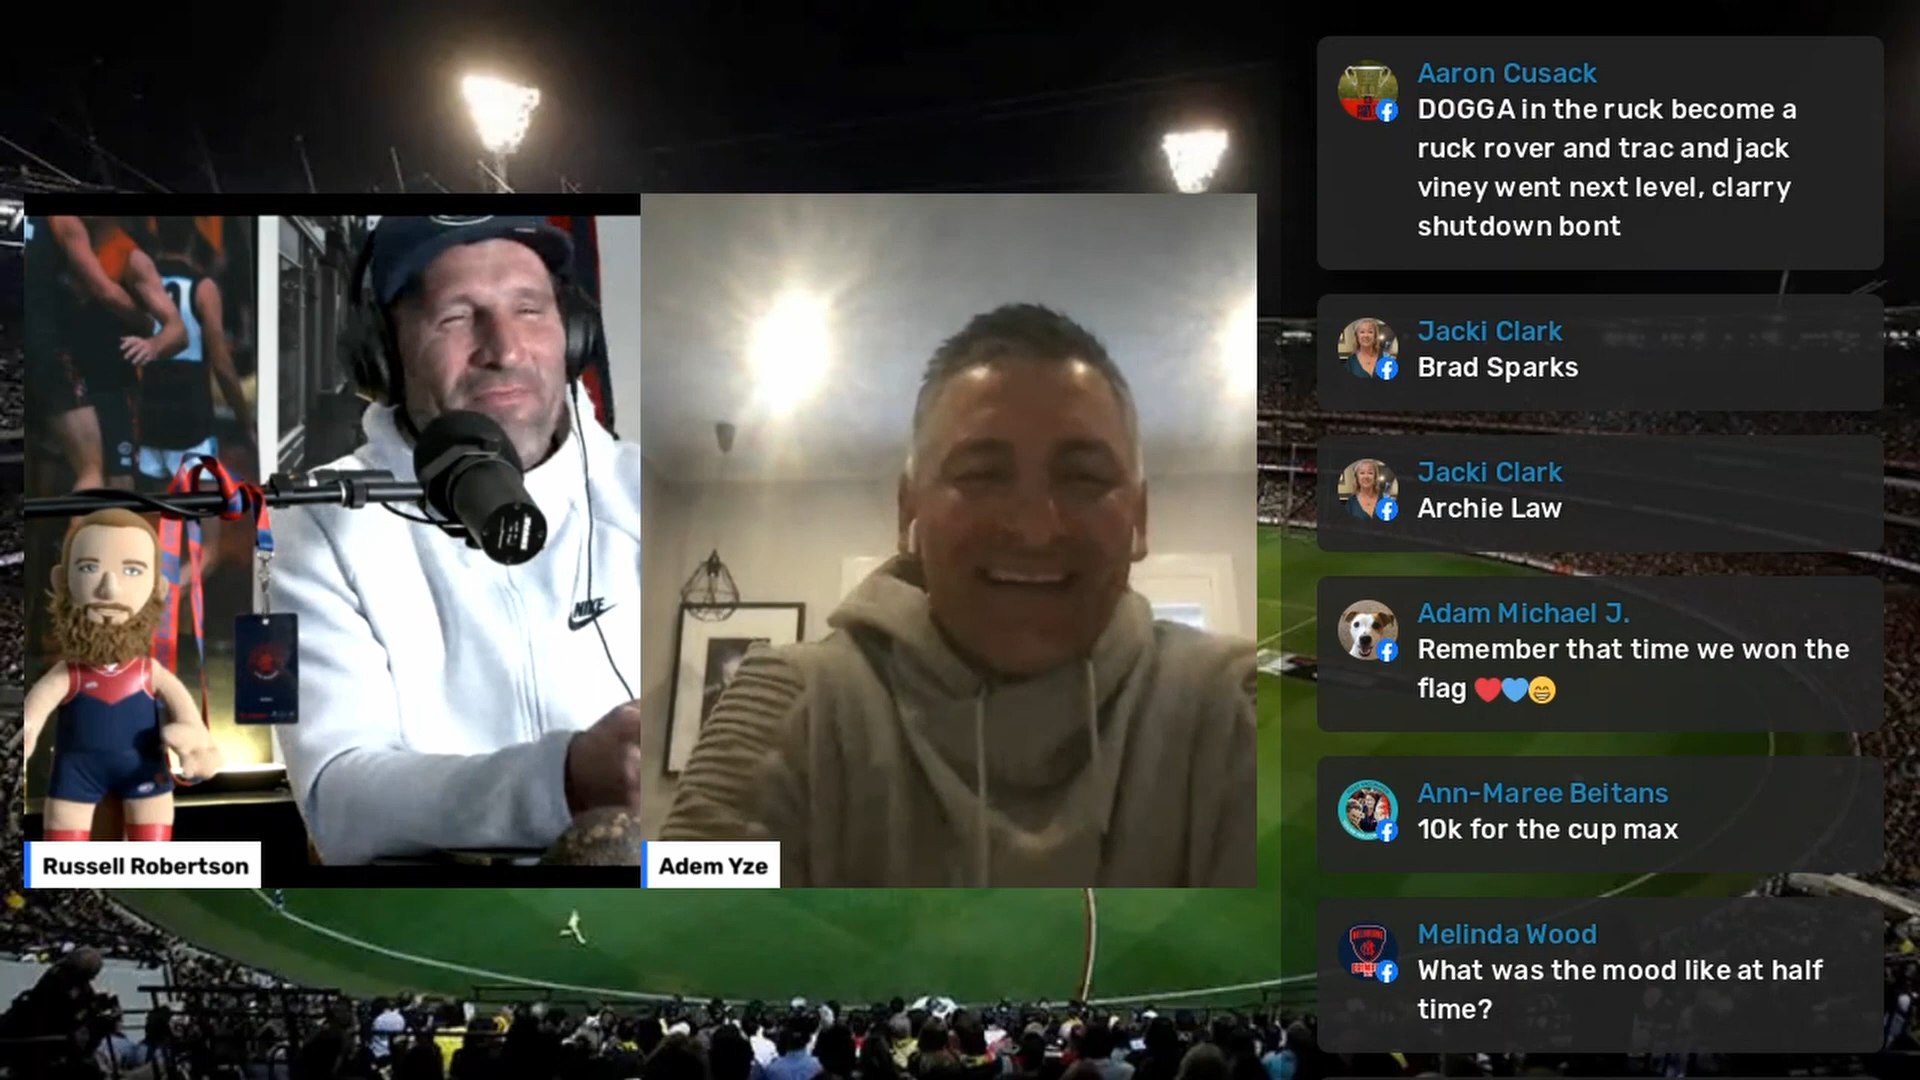 Aaron Cusack
DOGGA in the ruck become a
ruck rover and trac and jack
viney went next level, clarry
shutdown bont
Jacki Clark
Brad Sparks
Jacki Clark
Archie Law
Adam Michael J.
Remember that time we won the
flag ❤️💙😄
Ann-Maree Beitans
10k for the cup max
Melinda Wood
What was the mood like at half
time?
NIKE
Russell Robertson
Adem Yze